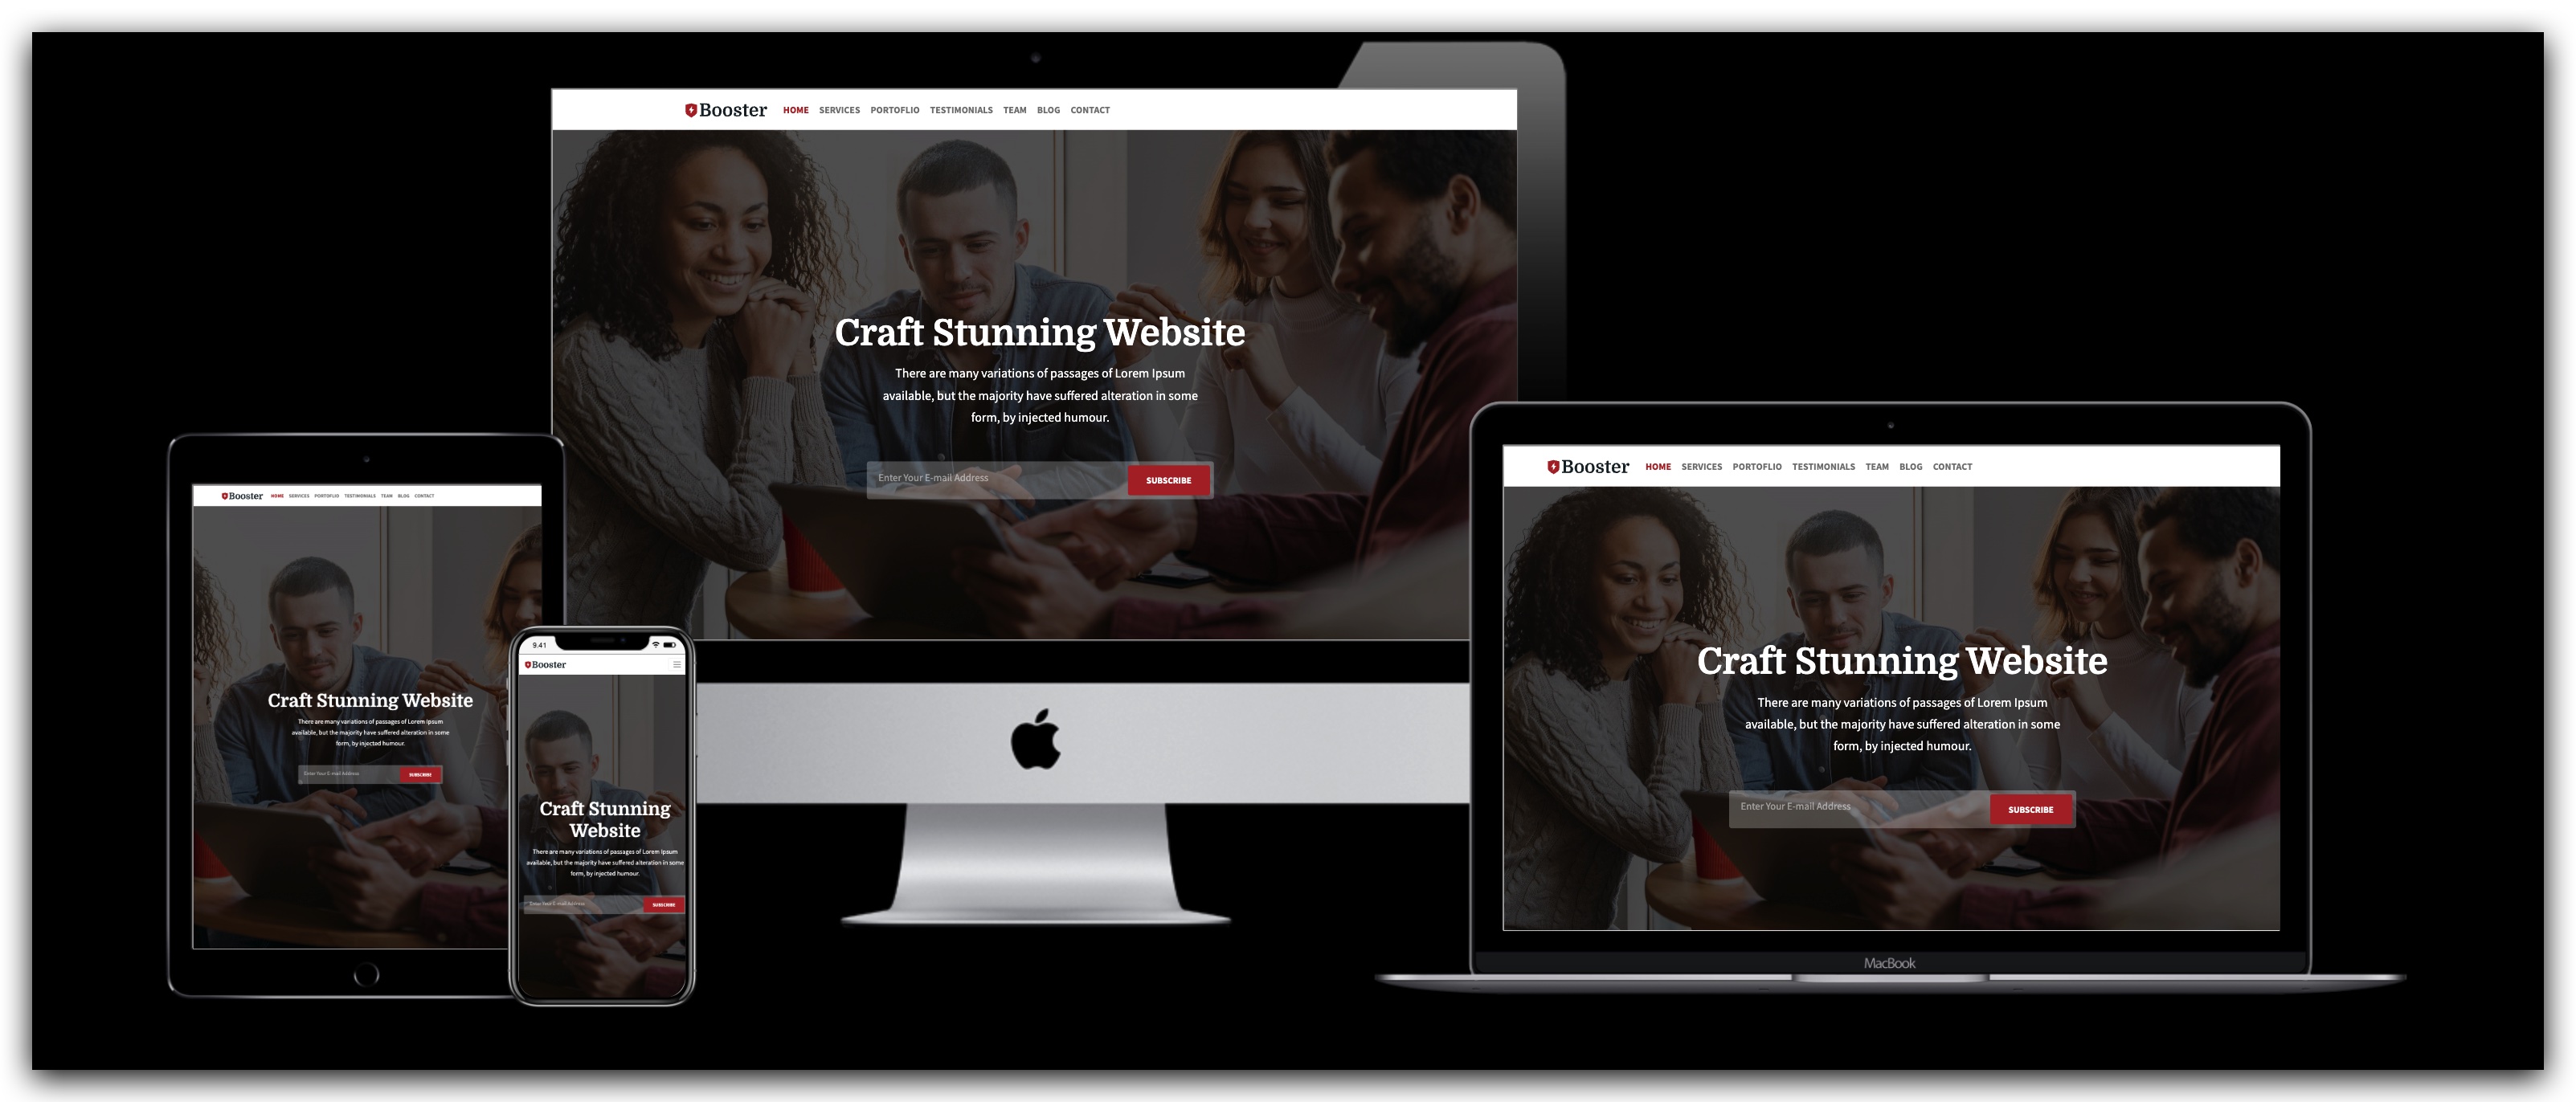 Booster HOME SERVICES PORTOFLIO TESTIMONIALS TEAM BLOG CONTACT
Craft Stunning Website
There are many variations of passages of Lorem Ipsum
available, but the majority have suffered alteration in some
form, by injected humour.
Enter Your E-mail Address SUBSCRIBE
Booster HOME SERVICES PORTOFLIO TESTIMONIALS TEAM BLOG CONTACT
Craft Stunning Website
There are many variations of passages of Lorem Ipsum
available, but the majority have suffered alteration in some
form, by injected humour.
Enter Your E-mail Address SUBSCRIBE
9.41
Booster
Craft Stunning
Website
There are many variations of passages of Lorem Ipsum
available, but the majority have suffered alteration in some
form, by injected humour.
Enter Your E-mail Address SUBSCRIBE
Booster HOME SERVICES PORTOFLIO TESTIMONIALS TEAM BLOG CONTACT
Craft Stunning Website
There are many variations of passages of Lorem Ipsum
available, but the majority have suffered alteration in some
form, by injected humour.
Enter Your E-mail Address SUBSCRIBE
MacBook